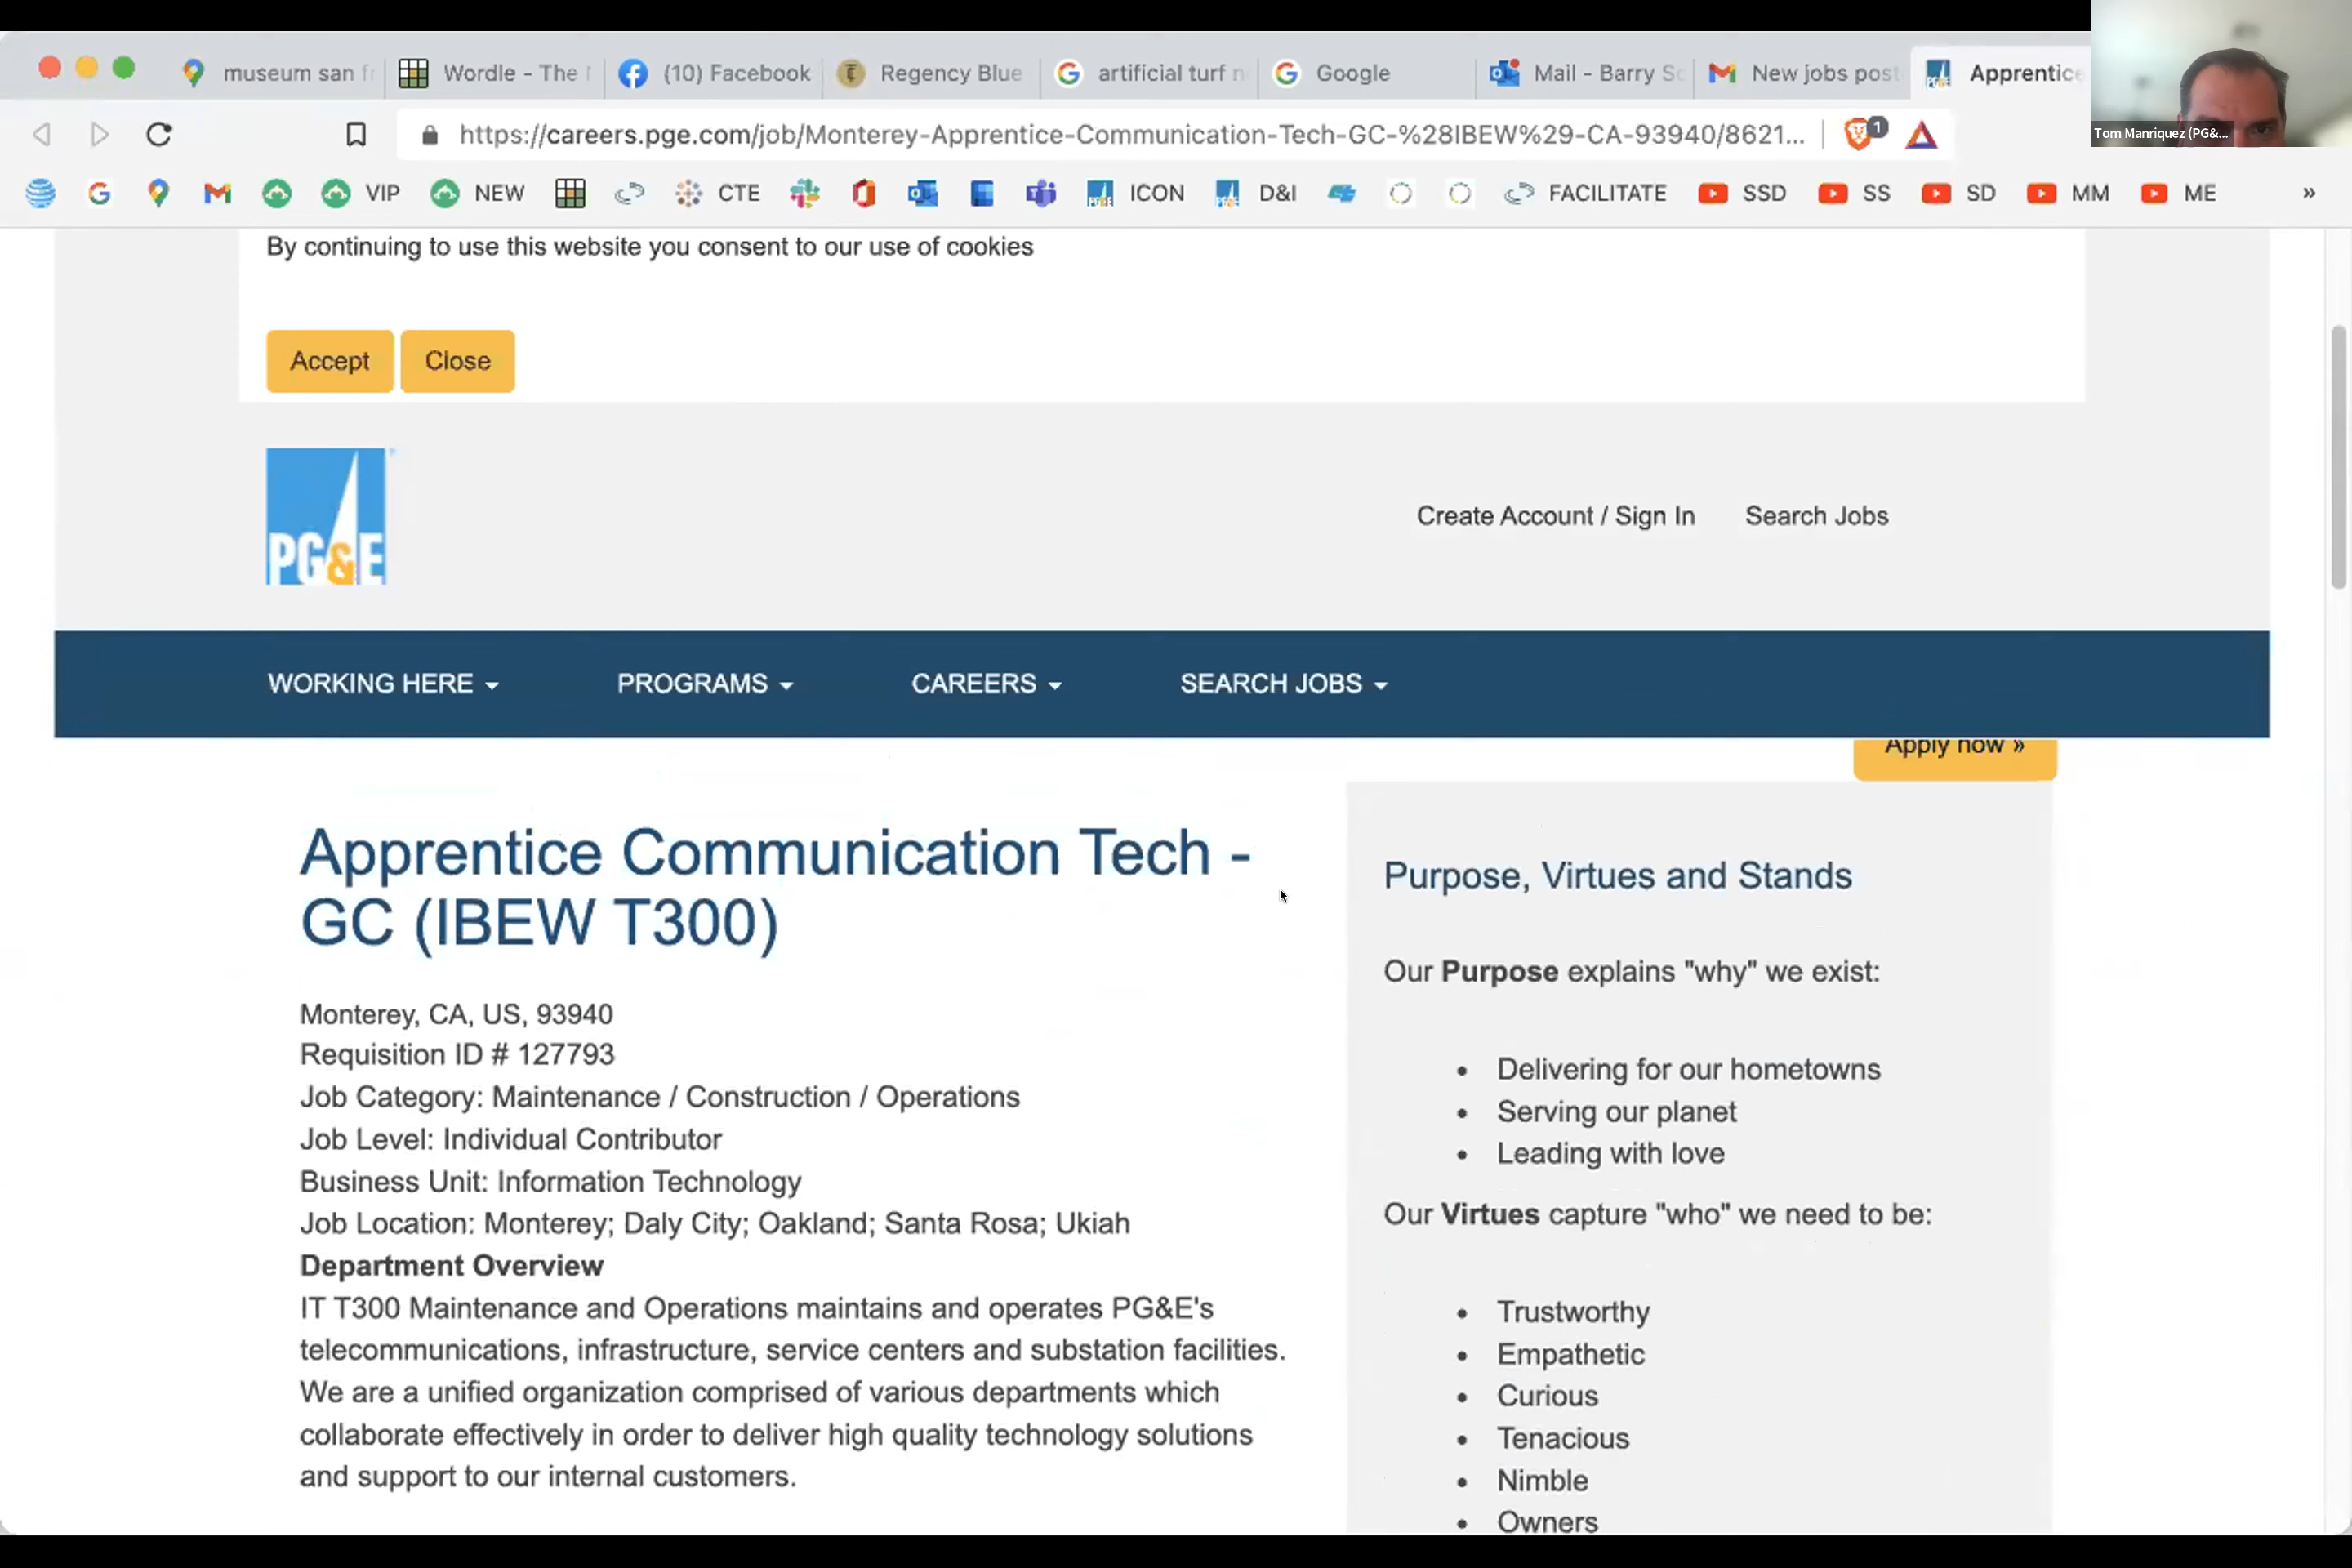 museum san fr
Wordle - The N
(10) Facebook
Regency Blue
artificial turf n
Google
Mail - Barry Sc
New jobs post
Apprentice
https://careers.pge.com/job/Monterey-Apprentice-Communication-Tech-GC-%28IBEW%29-CA-93940/8621...
1
Tom Manriquez (PG&...
VIP
NEW
CTE
ICON
D&I
FACILITATE
SSD
SS
SD
MM
ME
»
By continuing to use this website you consent to our use of cookies
Accept
Close
PG&E
Create Account / Sign In
Search Jobs
WORKING HERE
PROGRAMS
CAREERS
SEARCH JOBS
Apply now »
Apprentice Communication Tech -
GC (IBEW T300)
Monterey, CA, US, 93940
Requisition ID # 127793
Job Category: Maintenance / Construction / Operations
Job Level: Individual Contributor
Business Unit: Information Technology
Job Location: Monterey; Daly City; Oakland; Santa Rosa; Ukiah
Department Overview
IT T300 Maintenance and Operations maintains and operates PG&E's
telecommunications, infrastructure, service centers and substation facilities.
We are a unified organization comprised of various departments which
collaborate effectively in order to deliver high quality technology solutions
and support to our internal customers.
Purpose, Virtues and Stands
Our Purpose explains "why" we exist:
• Delivering for our hometowns
• Serving our planet
• Leading with love
Our Virtues capture "who" we need to be:
• Trustworthy
• Empathetic
• Curious
• Tenacious
• Nimble
• Owners